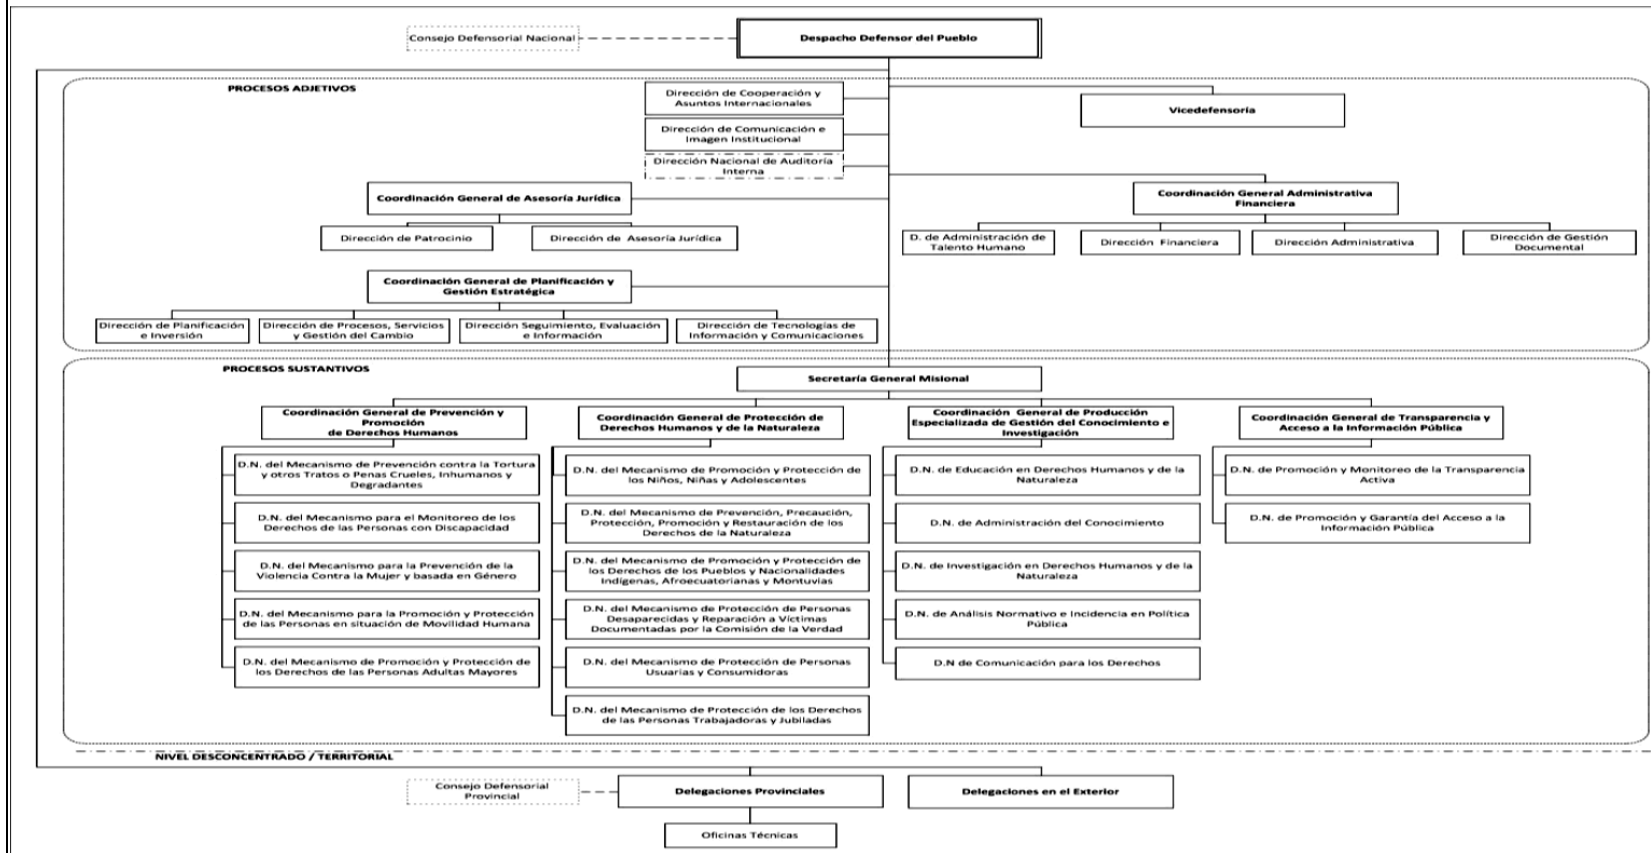 Consejo Defensorial Nacional
Despacho Defensor del Pueblo
PROCESOS ADJETIVOS
Dirección de Cooperación y
Asuntos Internacionales
Vicedefensoría
Dirección de Comunicación e
Imagen Institucional
Dirección Nacional de Auditoría
Interna
Coordinación General de Asesoría Jurídica
Coordinación General Administrativa
Financiera
Dirección de Patrocinio
Dirección de Asesoría Jurídica
D. de Administración de
Talento Humano
Dirección Financiera
Dirección Administrativa
Dirección de Gestión
Documental
Coordinación General de Planificación y
Gestión Estratégica
Dirección de Planificación
e Inversión
Dirección de Procesos, Servicios
y Gestión del Cambio
Dirección Seguimiento, Evaluación
e Información
Dirección de Tecnologías de
Información y Comunicaciones
PROCESOS SUSTANTIVOS
Secretaría General Misional
Coordinación General de Prevención y
Promoción
de Derechos Humanos
D.N. del Mecanismo de Prevención contra la Tortura
y otros Tratos o Penas Crueles, Inhumanos y
Degradantes
D.N. del Mecanismo para el Monitoreo de los
Derechos de las Personas con Discapacidad
D.N. del Mecanismo para la Prevención de la
Violencia Contra la Mujer y basada en Género
D.N. del Mecanismo para la Promoción y Protección
de las Personas en situación de Movilidad Humana
D.N. del Mecanismo de Promoción y Protección de
los Derechos de las Personas Adultas Mayores
Coordinación General de Protección de
Derechos Humanos y de la Naturaleza
D.N. del Mecanismo de Promoción y Protección de
los Niños, Niñas y Adolescentes
D.N. del Mecanismo de Prevención, Precaución,
Protección, Promoción y Restauración de los
Derechos de la Naturaleza
D.N. del Mecanismo de Promoción y Protección de
los Derechos de los Pueblos y Nacionalidades
Indígenas, Afroecuatorianas y Montuvias
D.N. del Mecanismo de Protección de Personas
Desaparecidas y Reparación a Víctimas
Documentadas por la Comisión de la Verdad
D.N. del Mecanismo de Protección de Personas
Usuarias y Consumidoras
D.N. del Mecanismo de Protección de los Derechos
de las Personas Trabajadoras y Jubiladas
Coordinación General de Producción
Especializada de Gestión del Conocimiento e
Investigación
D.N. de Educación en Derechos Humanos y de la
Naturaleza
D.N. de Administración del Conocimiento
D.N. de Investigación en Derechos Humanos y de la
Naturaleza
D.N. de Análisis Normativo e Incidencia en Política
Pública
D.N de Comunicación para los Derechos
Coordinación General de Transparencia y
Acceso a la Información Pública
D.N. de Promoción y Monitoreo de la Transparencia
Activa
D.N. de Promoción y Garantía del Acceso a la
Información Pública
NIVEL DESCONCENTRADO / TERRITORIAL
Consejo Defensorial
Provincial
Delegaciones Provinciales
Delegaciones en el Exterior
Oficinas Técnicas